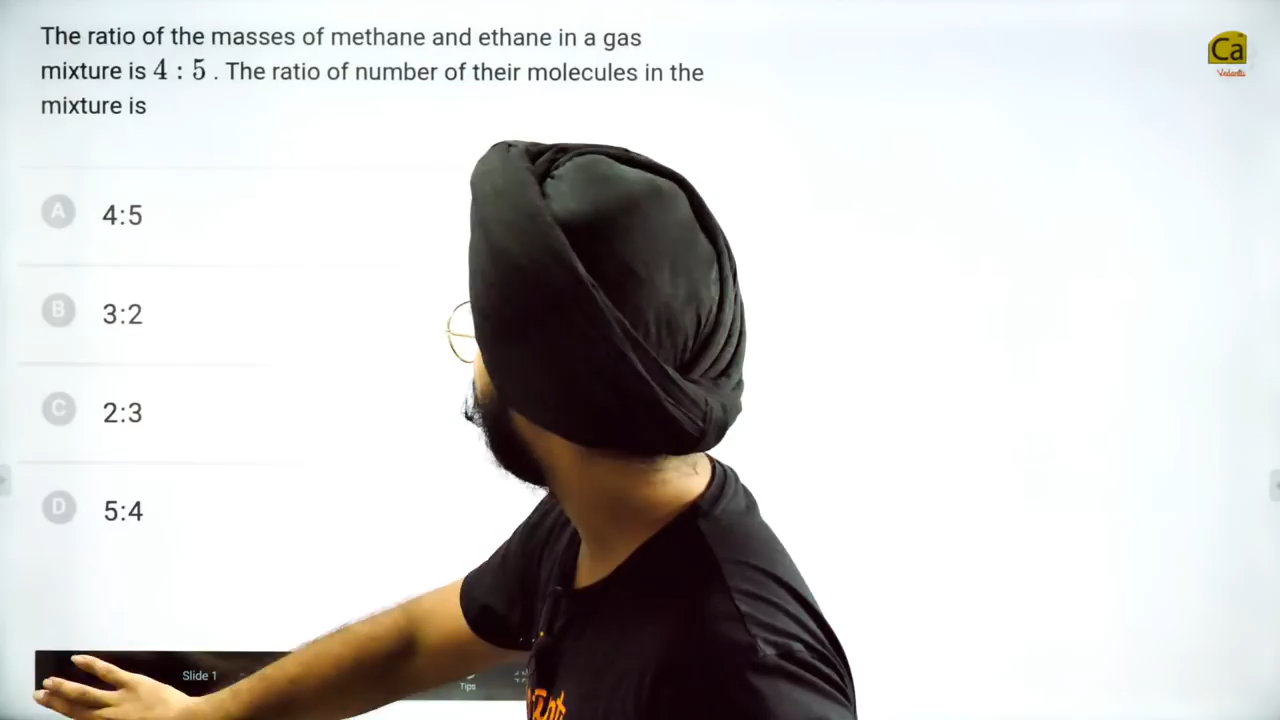 The ratio of the masses of methane and ethane in a gas
mixture is 4 : 5 . The ratio of number of their molecules in the
mixture is
Ca
Vedantu
A 4:5
B 3:2
C 2:3
D 5:4
Slide 1
Tips